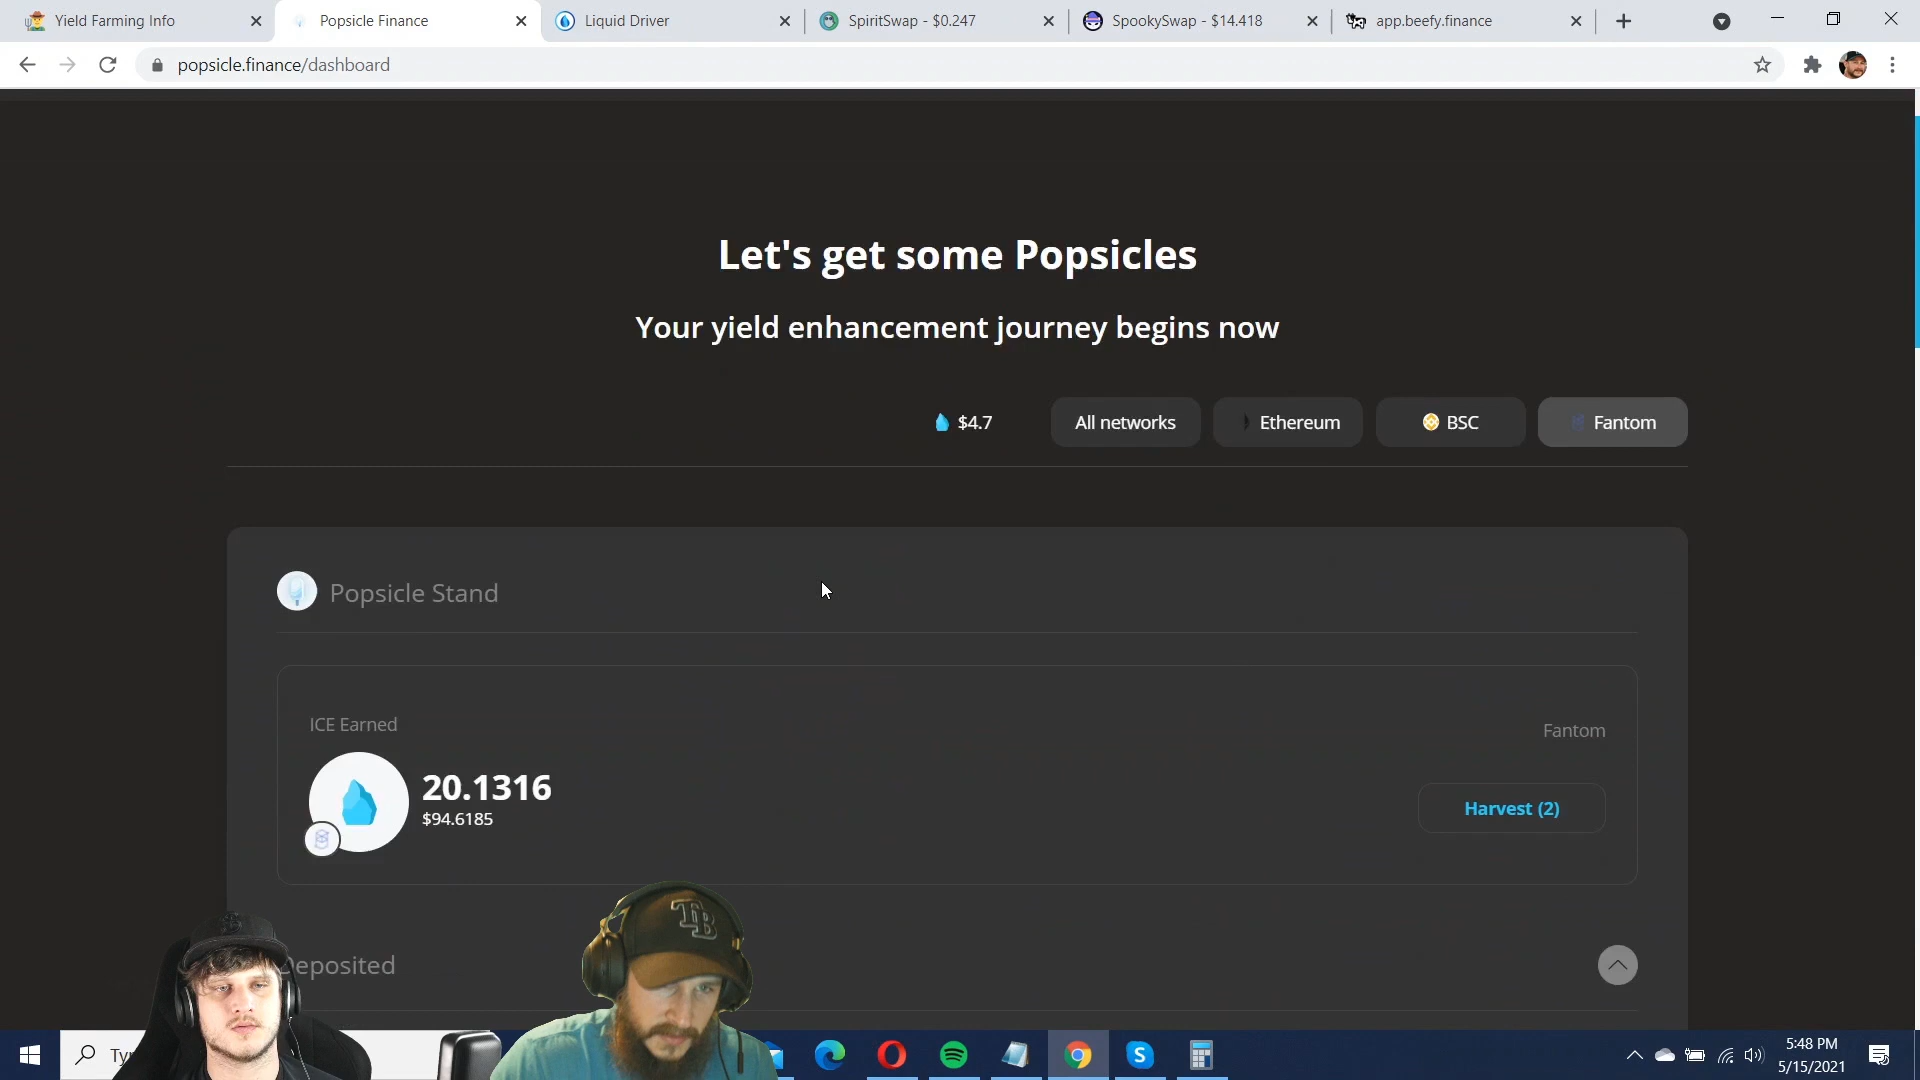 Yield Farming Info
Popsicle Finance
Liquid Driver
SpiritSwap - $0.247
SpookySwap - $14.418
app.beefy.finance
popsicle.finance/dashboard
Let's get some Popsicles
Your yield enhancement journey begins now
$4.7
All networks
Ethereum
BSC
Fantom
Popsicle Stand
ICE Earned
Fantom
20.1316
$94.6185
Harvest (2)
TB
5:48 PM
5/15/2021